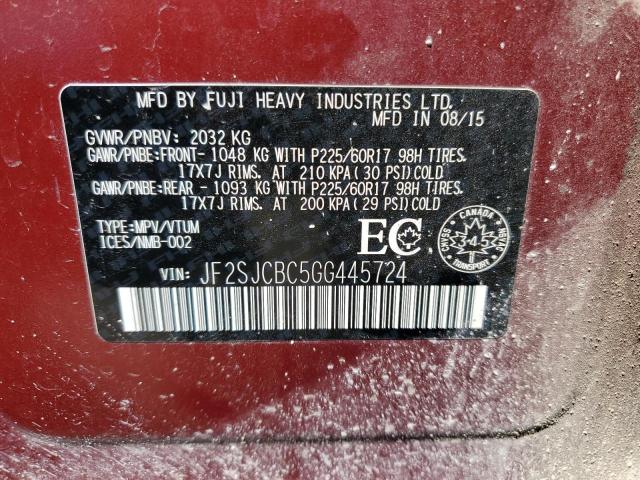 MFD BY FUJI HEAVY INDUSTRIES LTD.
MFD IN 08/15
GVWR/PNBV: 2032 KG
GAWR/PNBE:FRONT- 1048 KG WITH P225/60R17 98H TIRES.
17X7J RIMS. AT 210 KPA ( 30 PSI) COLD
GAWR/PNBE:REAR - 1093 KG WITH P225/60R17 98H TIRES.
17X7J RIMS. AT 200 KPA ( 29 PSI) COLD
TYPE:MPV/VTUM
ICES/NMB-002
EC
CANADA
345
CMVSS
NSVAC
VIN: JF2SJCBC5GG445724